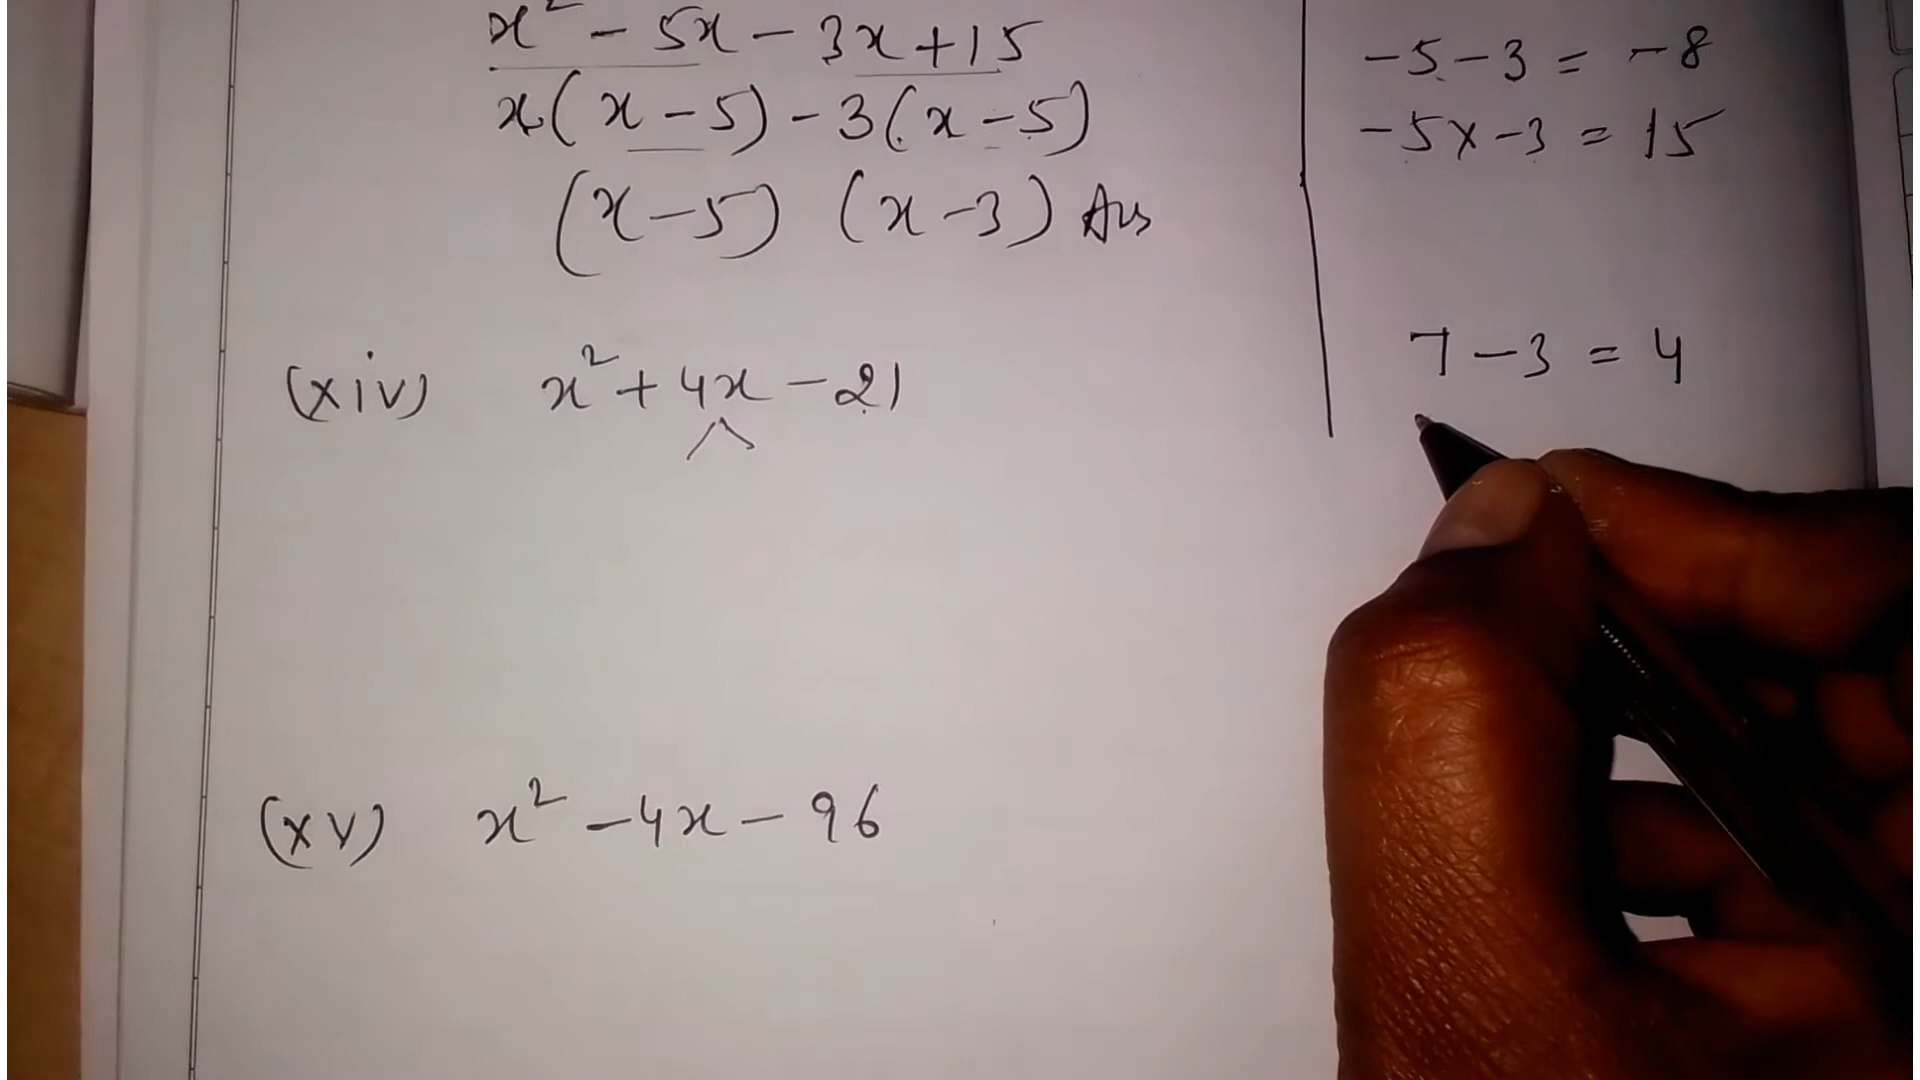 x² - 5x - 3x + 15
x(x - 5) - 3(x - 5)
(x - 5) (x - 3) Ans
-5 - 3 = -8
-5 x -3 = 15
(xiv) x² + 4x - 21
7 - 3 = 4
(xv) x² - 4x - 96